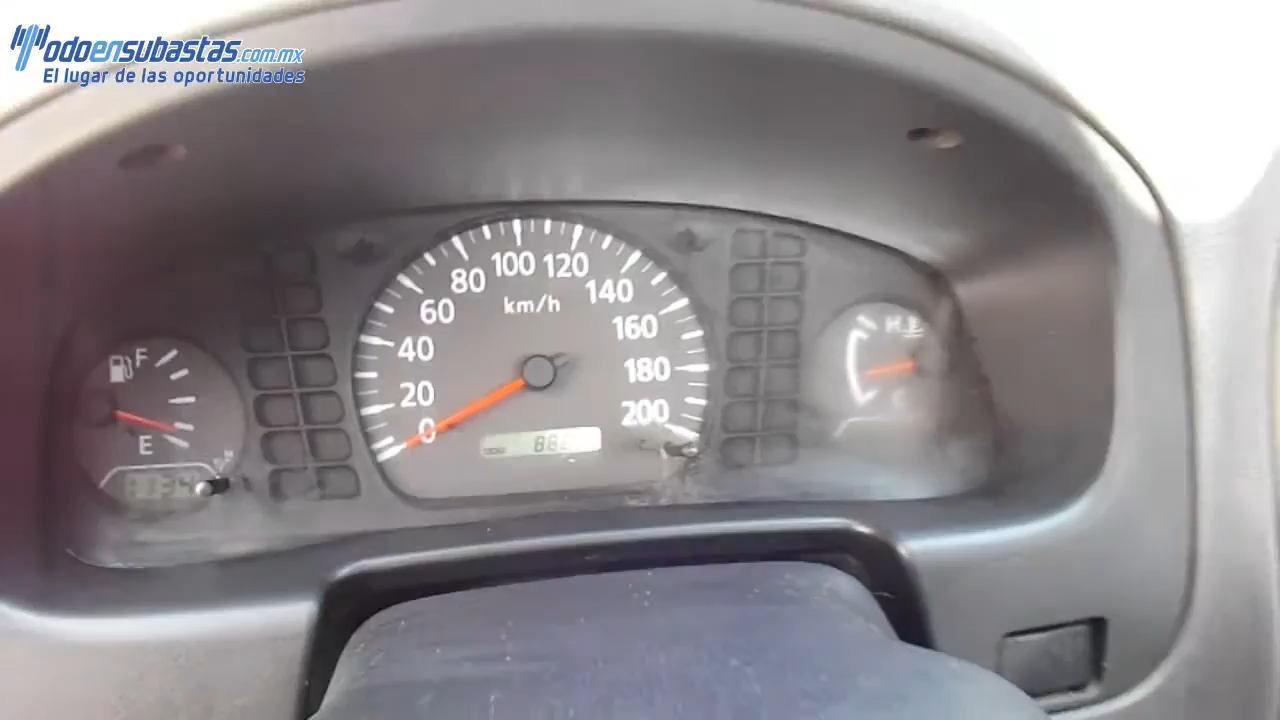 Todoensubastas.com.mx
El lugar de las oportunidades
F
E
0
20
40
60
80
100
120
140
160
180
200
km/h
ODO
H
C